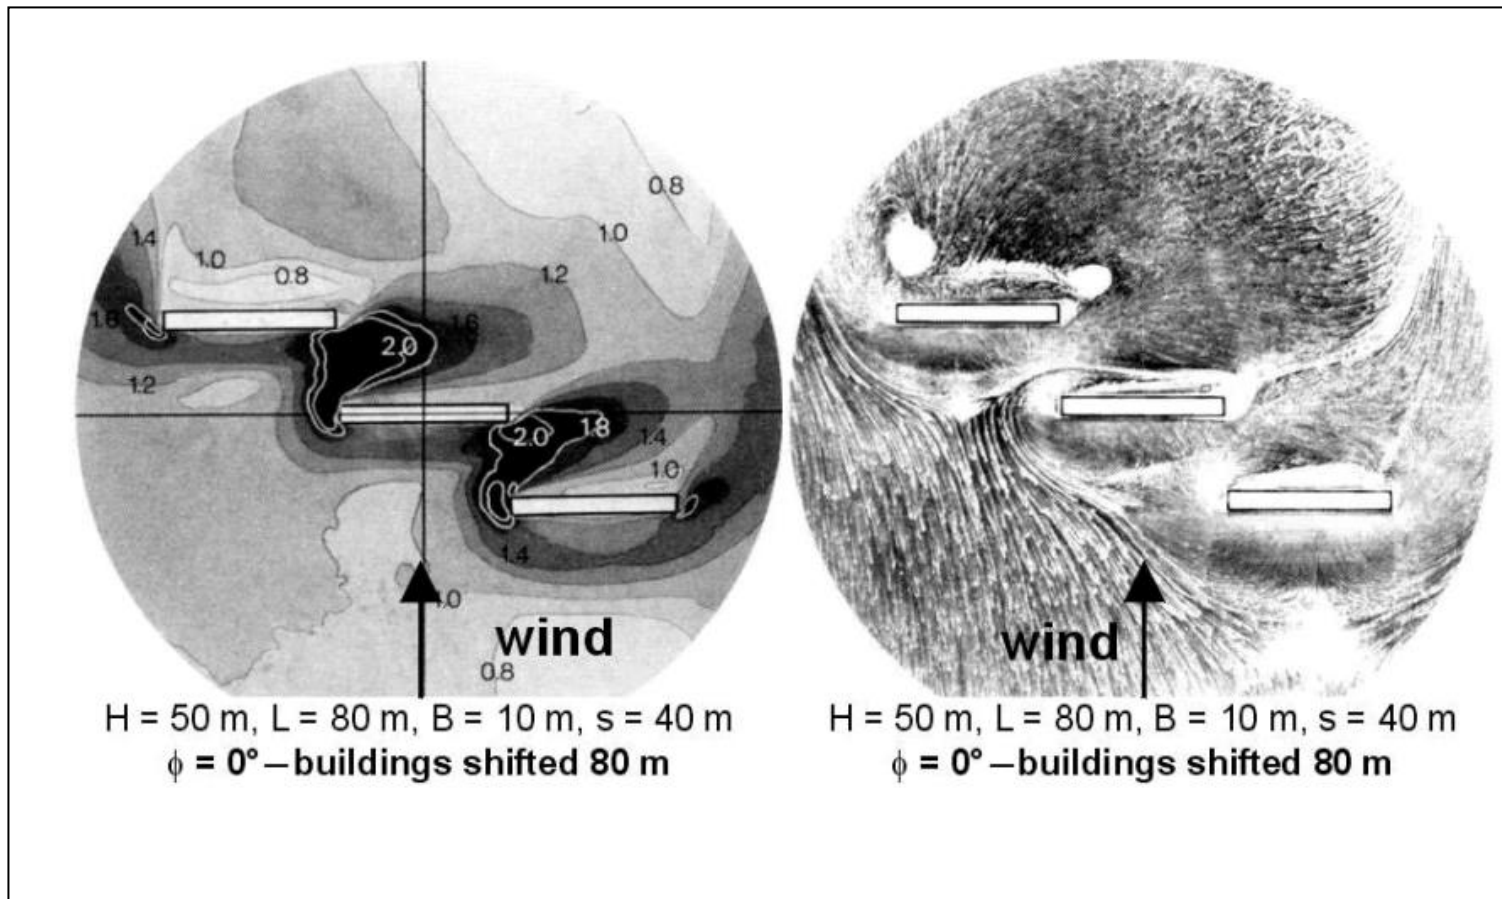 0.8
1.0
1.4
1.0
0.8
1.2
1.6
1.6
2.0
1.2
2.0
1.8
1.4
1.0
1.4
1.0
wind
0.8
H = 50 m, L = 80 m, B = 10 m, s = 40 m
ϕ = 0°—buildings shifted 80 m
wind
H = 50 m, L = 80 m, B = 10 m, s = 40 m
ϕ = 0°—buildings shifted 80 m